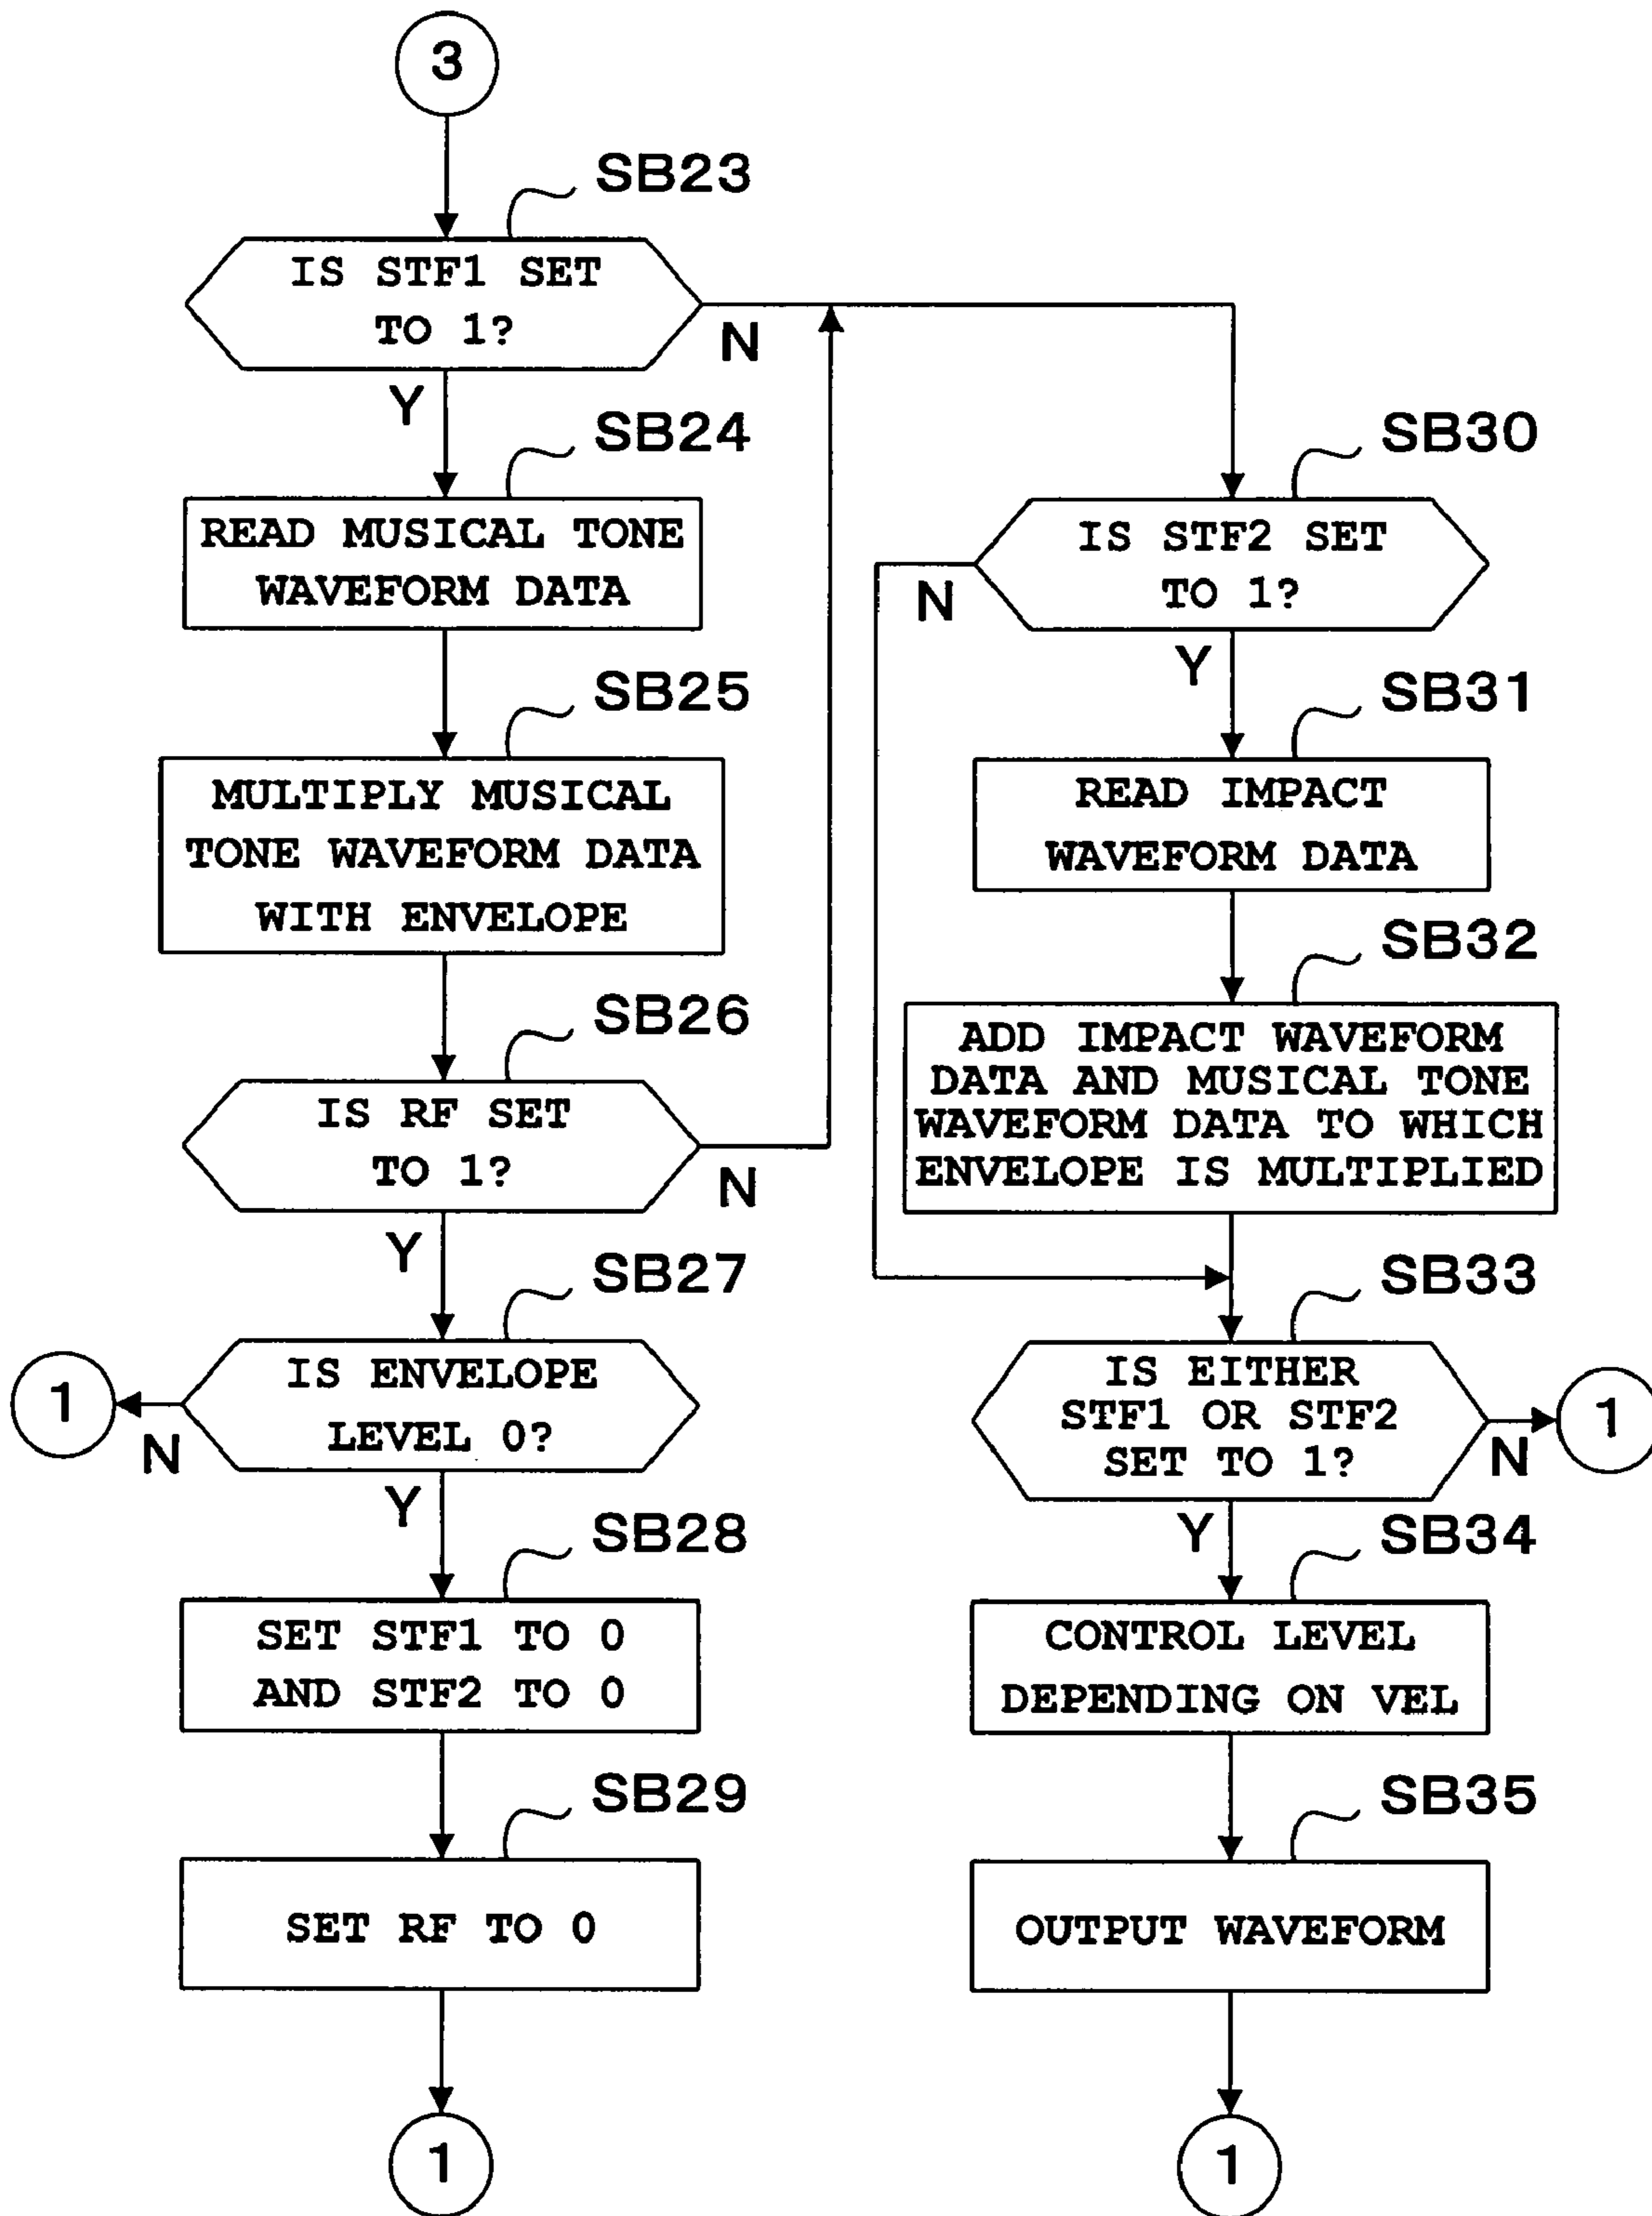 3
SB23
IS STF1 SET
TO 1?
N
Y
SB24
READ MUSICAL TONE
WAVEFORM DATA
SB25
MULTIPLY MUSICAL
TONE WAVEFORM DATA
WITH ENVELOPE
SB26
IS RF SET
TO 1?
N
Y
SB27
IS ENVELOPE
LEVEL 0?
1
N
Y
SB28
SET STF1 TO 0
AND STF2 TO 0
SB29
SET RF TO 0
1
SB30
IS STF2 SET
TO 1?
N
Y
SB31
READ IMPACT
WAVEFORM DATA
SB32
ADD IMPACT WAVEFORM
DATA AND MUSICAL TONE
WAVEFORM DATA TO WHICH
ENVELOPE IS MULTIPLIED
SB33
IS EITHER
STF1 OR STF2
SET TO 1?
1
N
Y
SB34
CONTROL LEVEL
DEPENDING ON VEL
SB35
OUTPUT WAVEFORM
1